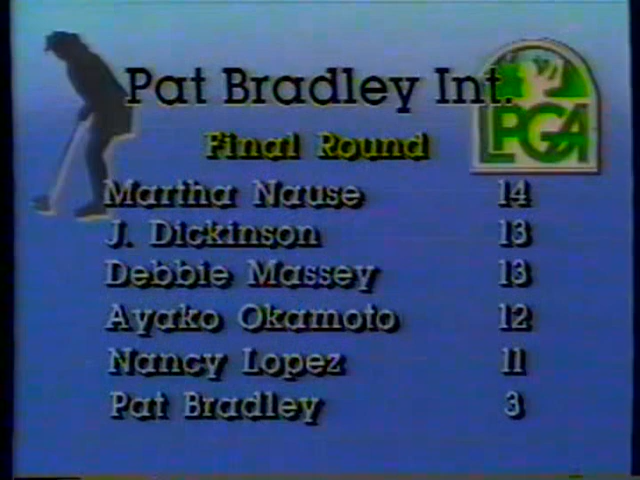 Pat Bradley Int.
LPGA
Final Round
Martha Nause 14
J. Dickinson 13
Debbie Massey 13
Ayako Okamoto 12
Nancy Lopez 11
Pat Bradley 3